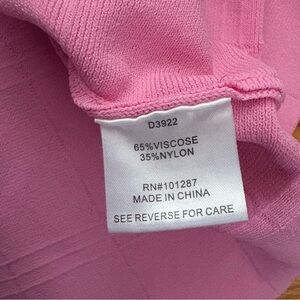 D3922
65%VISCOSE
35%NYLON
RN#101287
MADE IN CHINA
SEE REVERSE FOR CARE